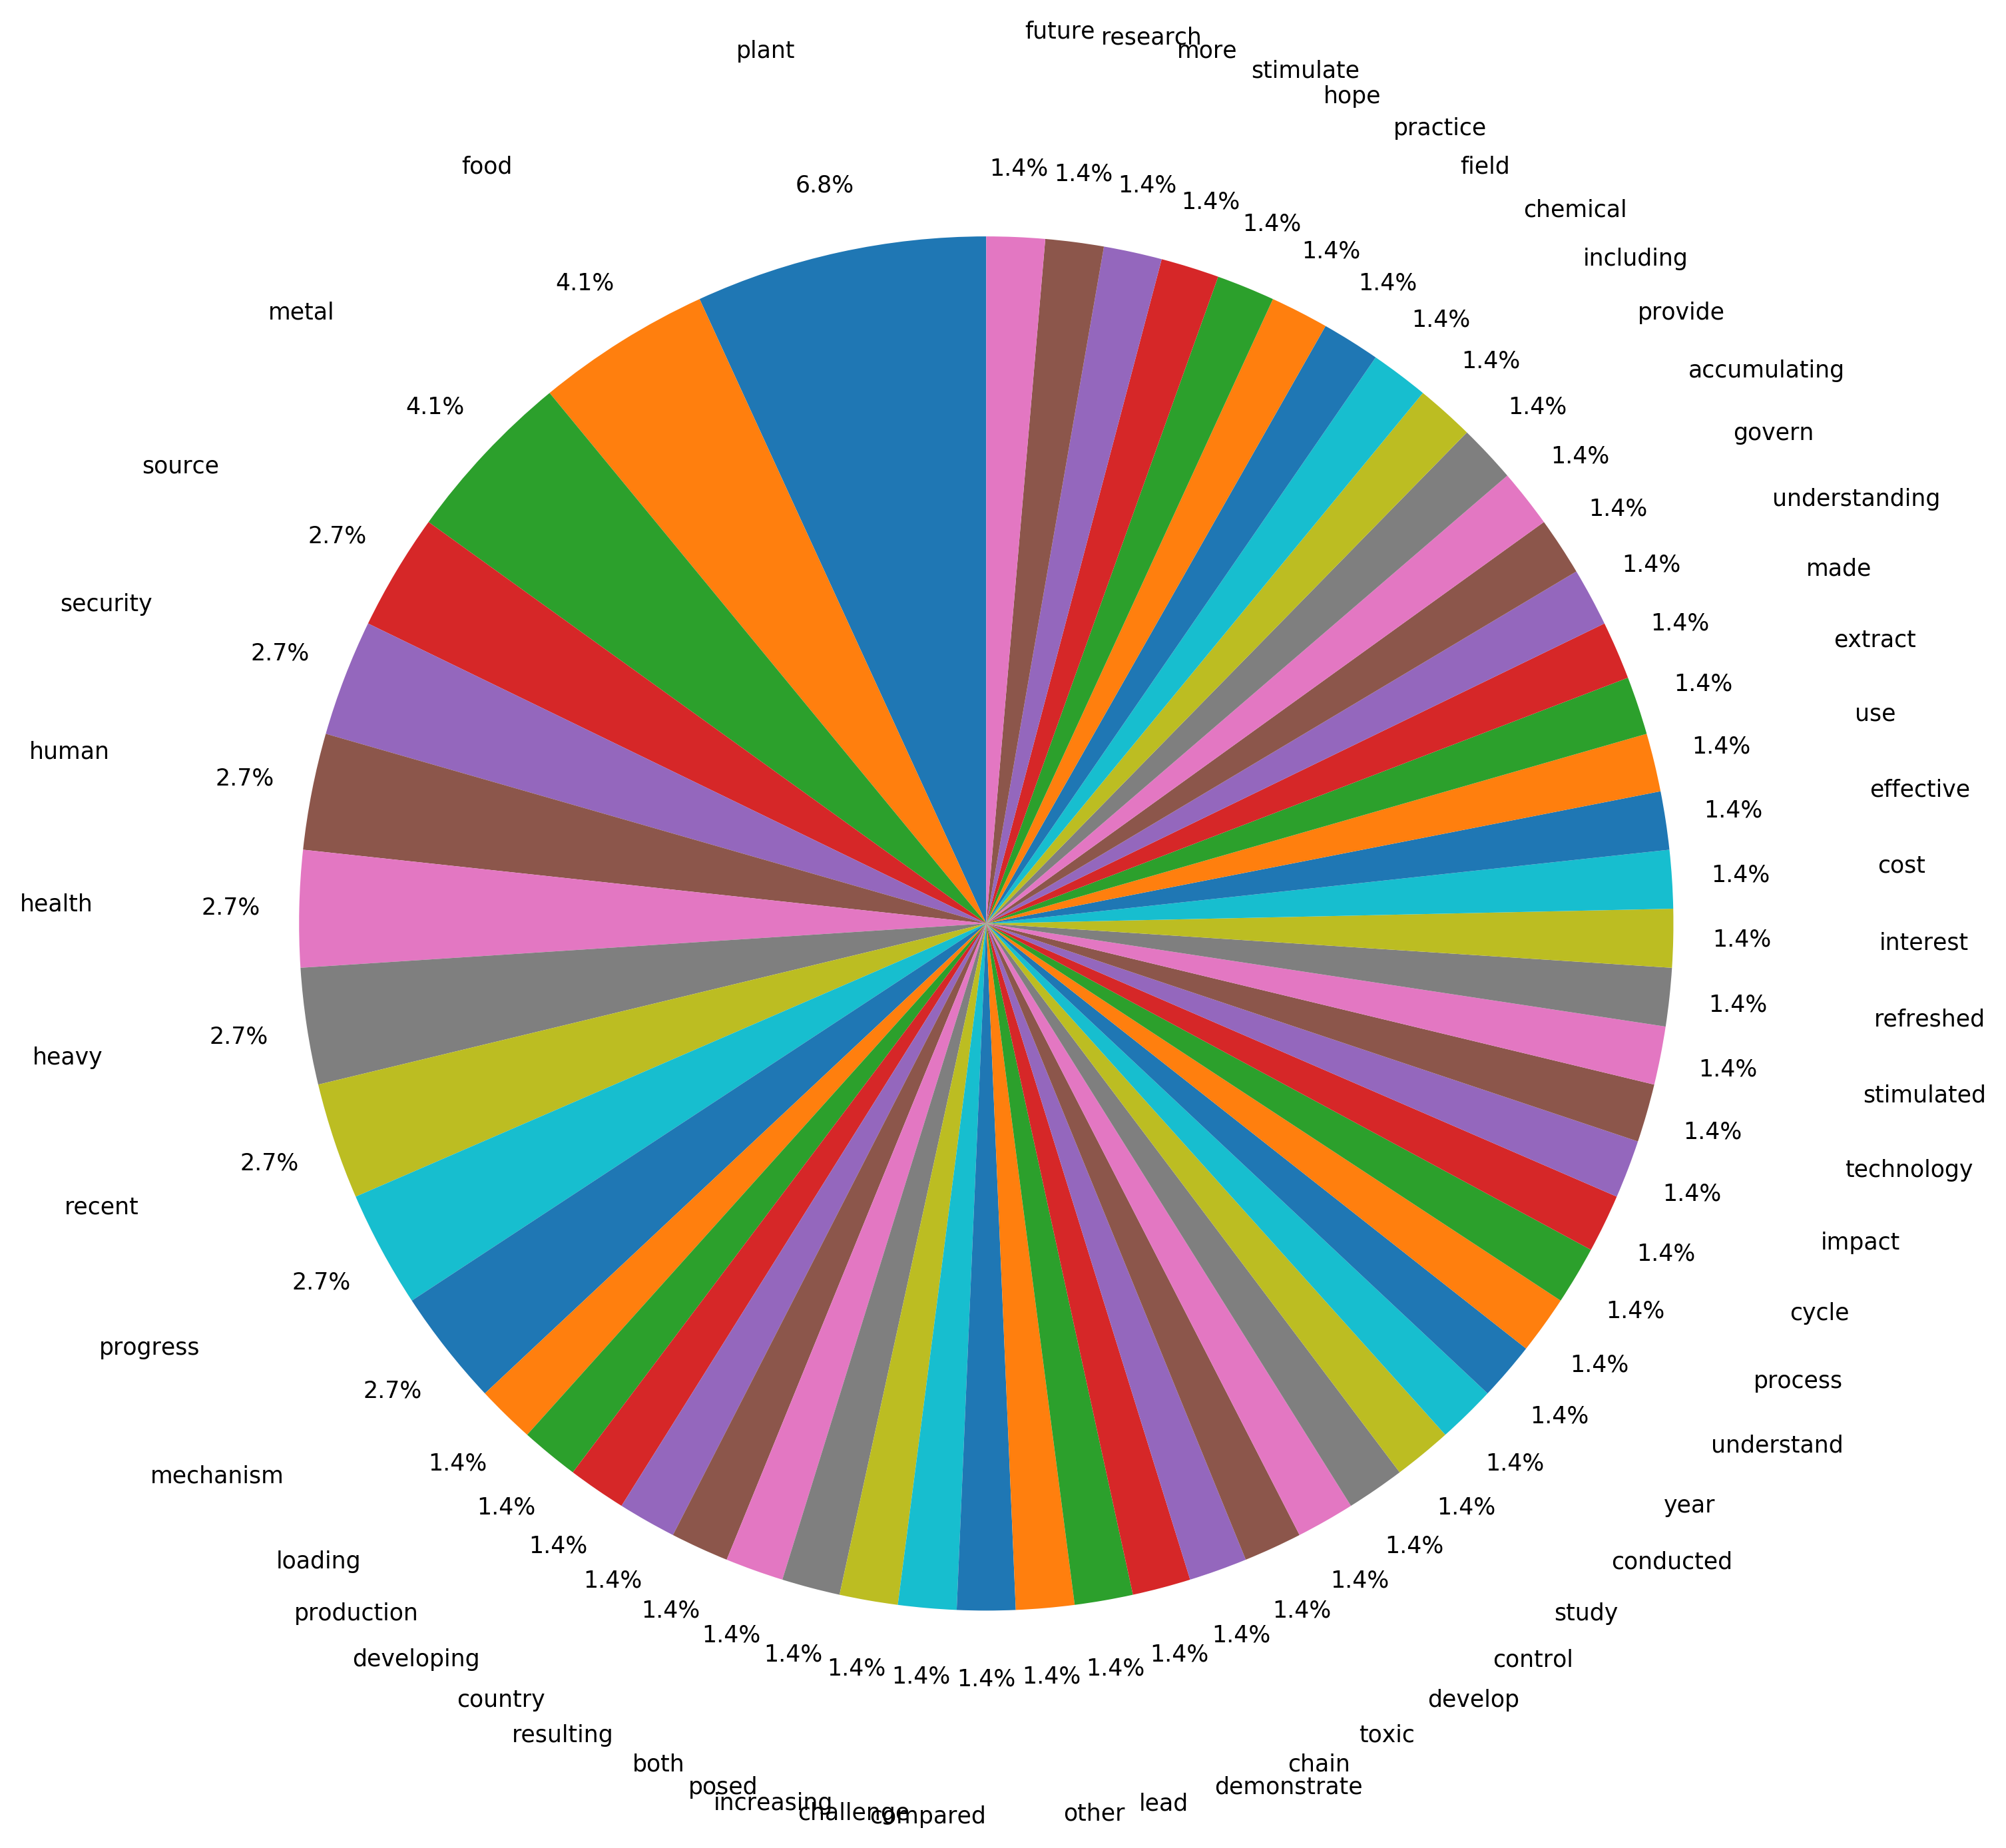 future
research
plant
more
stimulate
hope
practice
food
field
1.4%
1.4%
1.4%
6.8%
1.4%
chemical
1.4%
1.4%
including
4.1%
1.4%
metal
provide
1.4%
1.4%
accumulating
4.1%
1.4%
govern
1.4%
source
understanding
1.4%
2.7%
1.4%
made
security
1.4%
extract
2.7%
1.4%
use
1.4%
human
2.7%
effective
1.4%
cost
1.4%
health
2.7%
1.4%
interest
1.4%
refreshed
2.7%
heavy
1.4%
stimulated
1.4%
2.7%
technology
1.4%
recent
impact
1.4%
2.7%
1.4%
cycle
progress
1.4%
process
2.7%
1.4%
understand
1.4%
1.4%
mechanism
1.4%
1.4%
year
1.4%
1.4%
loading
conducted
1.4%
1.4%
1.4%
1.4%
production
study
1.4%
1.4%
1.4%
1.4%
developing
control
1.4%
1.4%
1.4%
1.4%
1.4%
country
develop
resulting
toxic
both
chain
posed
demonstrate
increasing
lead
challenge
compared
other